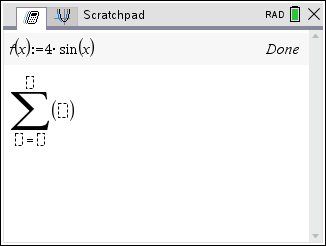 Scratchpad RAD
f(x):=4·sin(x) Done
∑(▯)
▯=▯